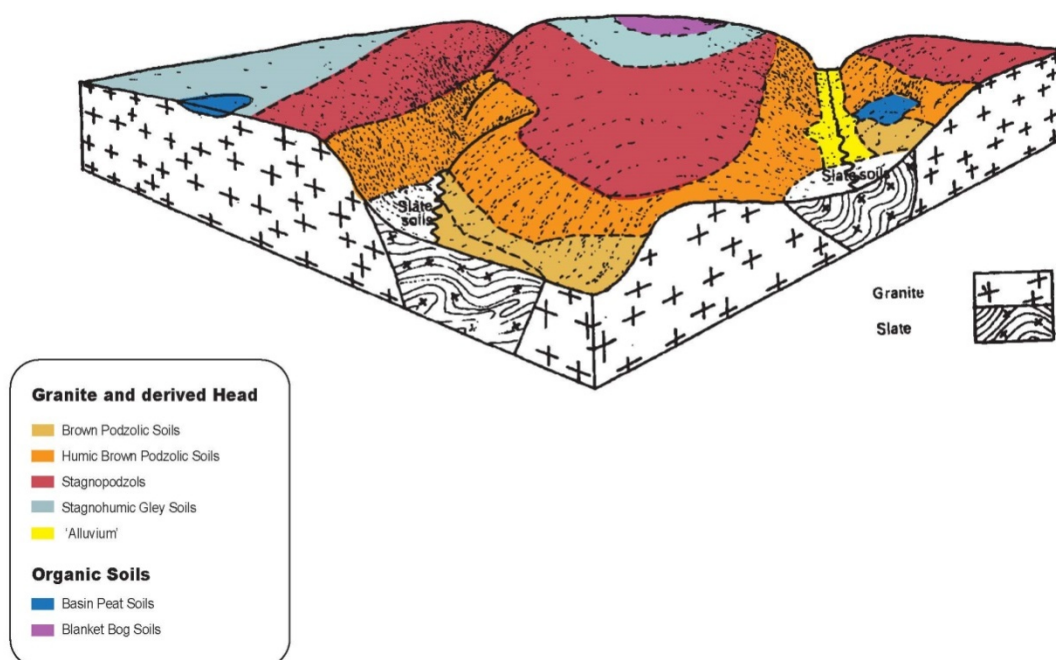 Slate soils
Slate
soils
Granite
Slate
Granite and derived Head
Brown Podzolic Soils
Humic Brown Podzolic Soils
Stagnopodzols
Stagnohumic Gley Soils
'Alluvium'
Organic Soils
Basin Peat Soils
Blanket Bog Soils